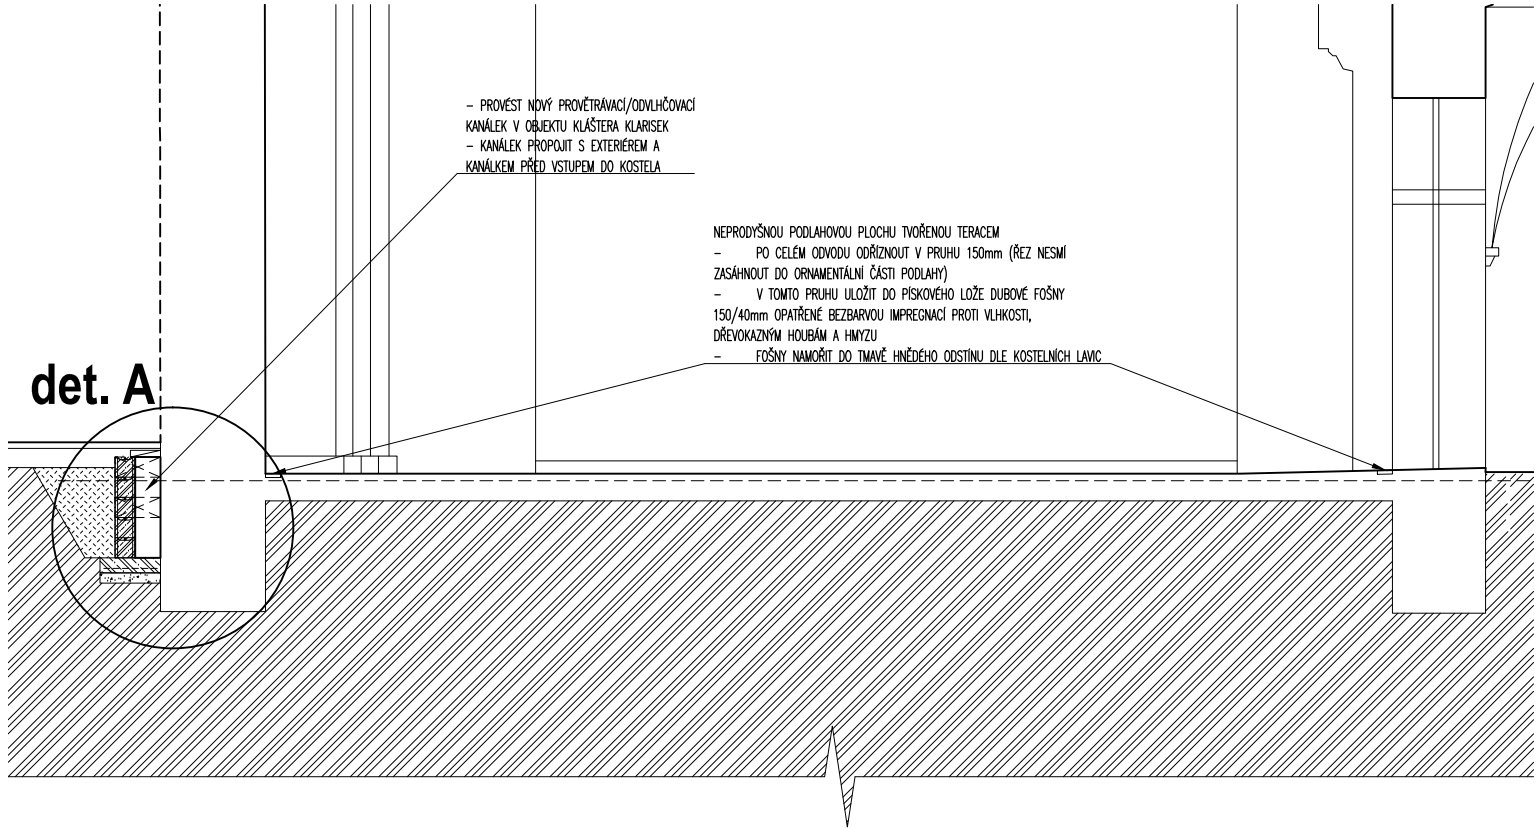 - PROVÉST NOVÝ PROVĚTRÁVACÍ/ODVLHČOVACÍ
KANÁLEK V OBJEKTU KLÁŠTERA KLARISEK
- KANÁLEK PROPOJIT S EXTERIÉREM A
KANÁLKEM PŘED VSTUPEM DO KOSTELA
NEPRODYŠNOU PODLAHOVOU PLOCHU TVOŘENOU TERACEM
- PO CELÉM ODVODU ODŘÍZNOUT V PRUHU 150mm (ŘEZ NESMÍ
ZASÁHNOUT DO ORNAMENTÁLNÍ ČÁSTI PODLAHY)
- V TOMTO PRUHU ULOŽIT DO PÍSKOVÉHO LOŽE DUBOVÉ FOŠNY
150/40mm OPATŘENÉ BEZBARVOU IMPREGNACÍ PROTI VLHKOSTI,
DŘEVOKAZNÝM HOUBÁM A HMYZU
- FOŠNY NAMOŘIT DO TMAVĚ HNĚDÉHO ODSTÍNU DLE KOSTELNÍCH LAVIC
det. A